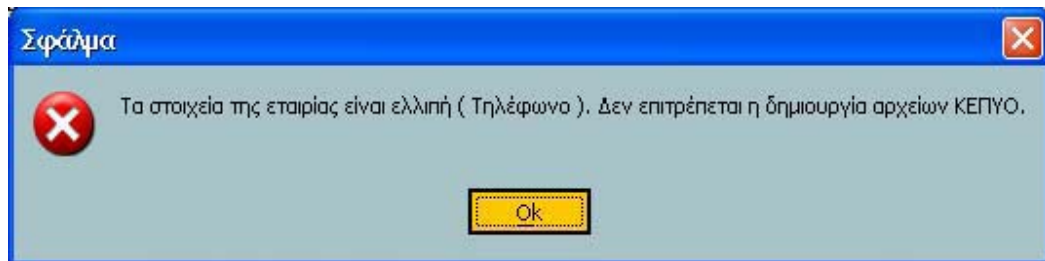 Σφάλμα
Τα στοιχεία της εταιρίας είναι ελλιπή ( Τηλέφωνο ). Δεν επιτρέπεται η δημιουργία αρχείων ΚΕΠΥΟ.
Ok